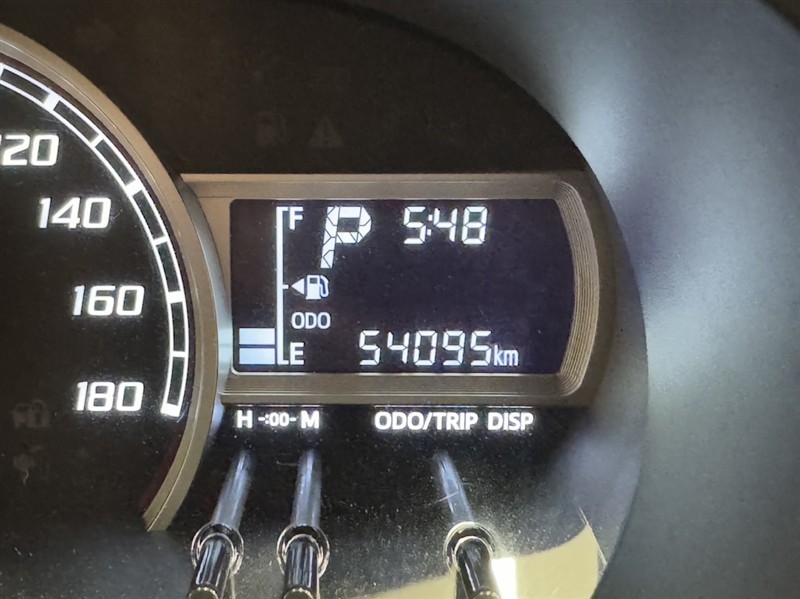 120
140
160
180
F P 5:48
ODO
E 54095km
H -:00- M ODO/TRIP DISP